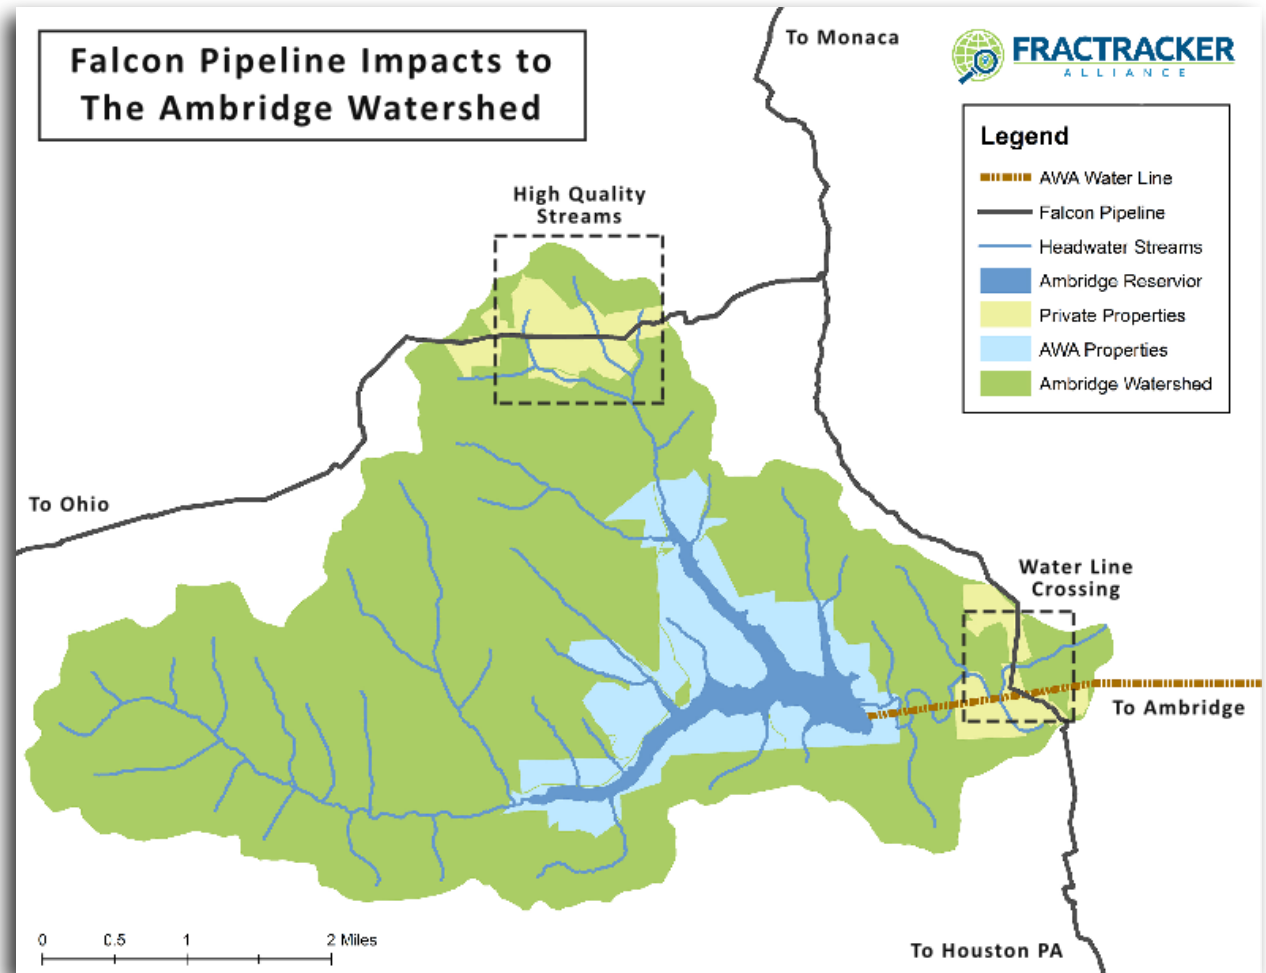 Falcon Pipeline Impacts to
The Ambridge Watershed
To Monaca
FRACTRACKER
ALLIANCE
Legend
AWA Water Line
Falcon Pipeline
Headwater Streams
Ambridge Reservior
Private Properties
AWA Properties
Ambridge Watershed
High Quality
Streams
To Ohio
Water Line
Crossing
To Ambridge
To Houston PA
0 0.5 1 2 Miles